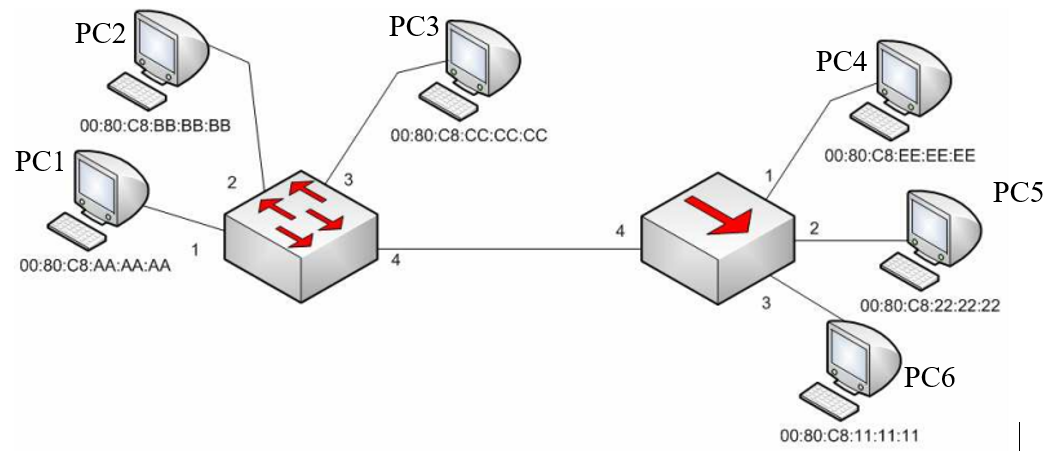 PC2
00:80:C8:BB:BB:BB
PC3
00:80:C8:CC:CC:CC
PC4
00:80:C8:EE:EE:EE
PC1
00:80:C8:AA:AA:AA
2
3
1
4
4
1
2
3
PC5
00:80:C8:22:22:22
PC6
00:80:C8:11:11:11